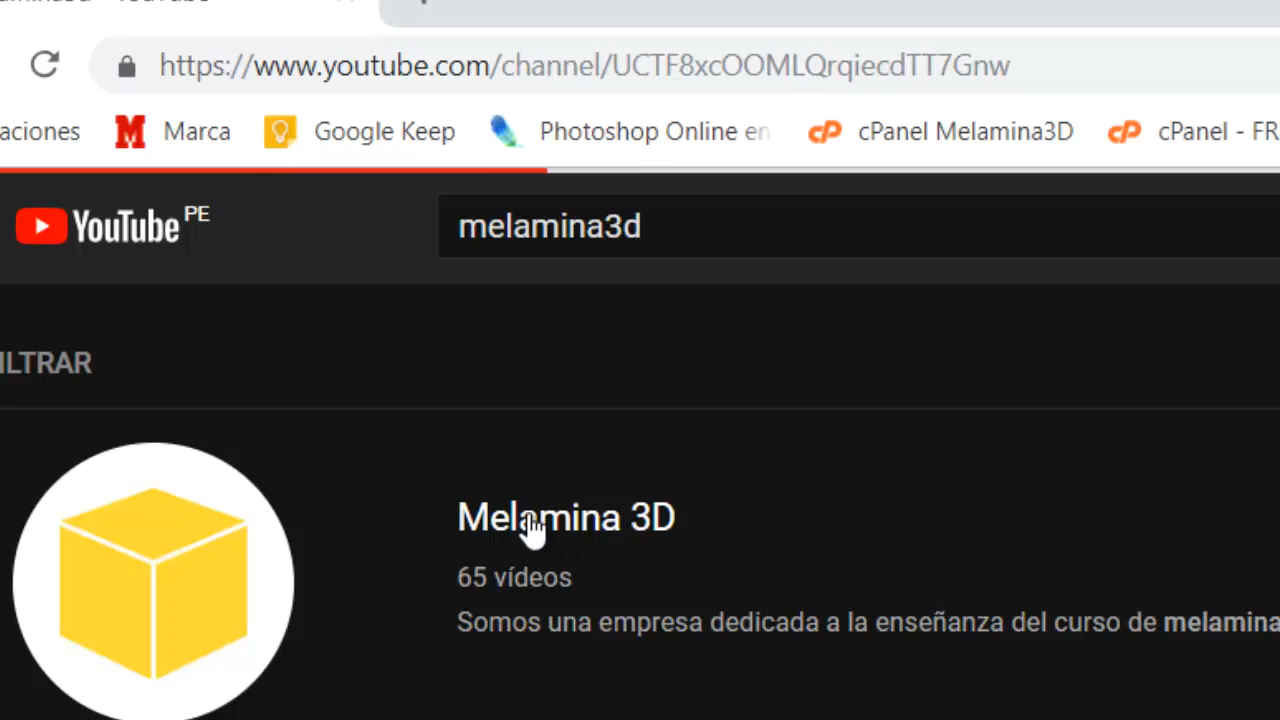 https://www.youtube.com/channel/UCTF8xcOOMLQrqiecdTT7Gnw
aciones Marca Google Keep Photoshop Online en cPanel Melamina3D cPanel - FR
YouTube PE melamina3d
ILTRAR
Melamina 3D
65 vídeos
Somos una empresa dedicada a la enseñanza del curso de melamina